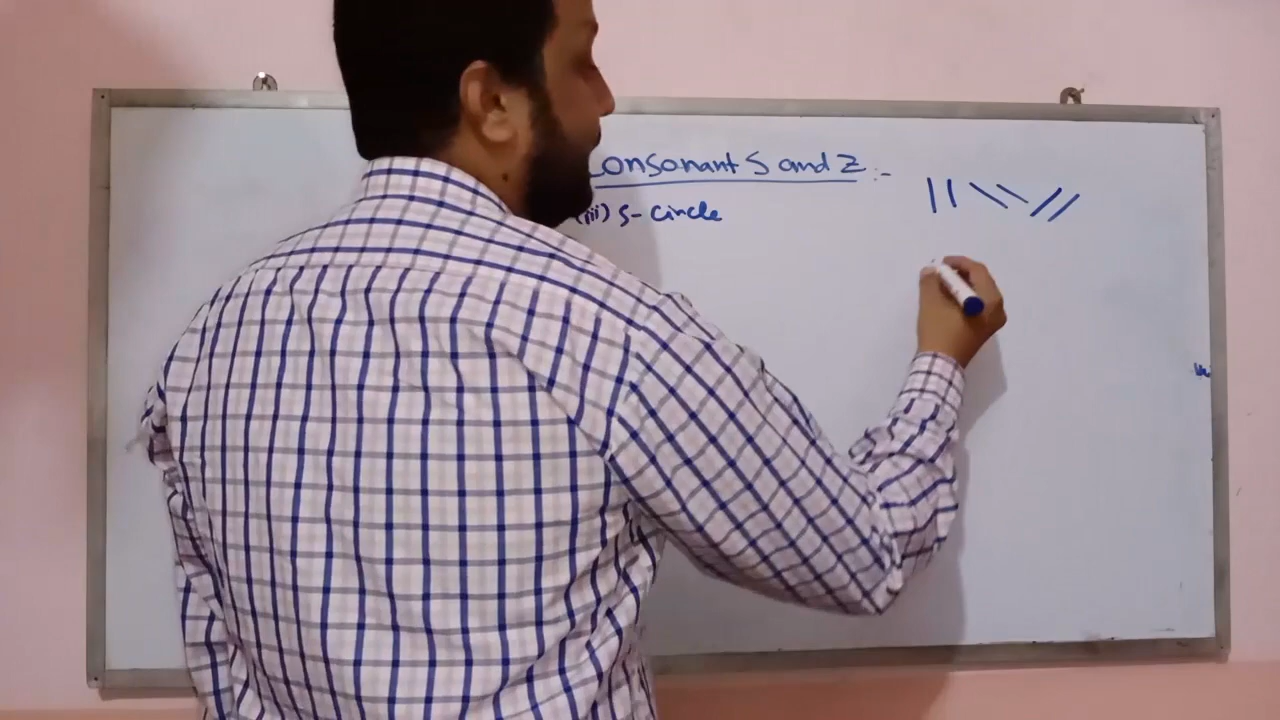 Consonant S and Z :-
(iii) S- Circle